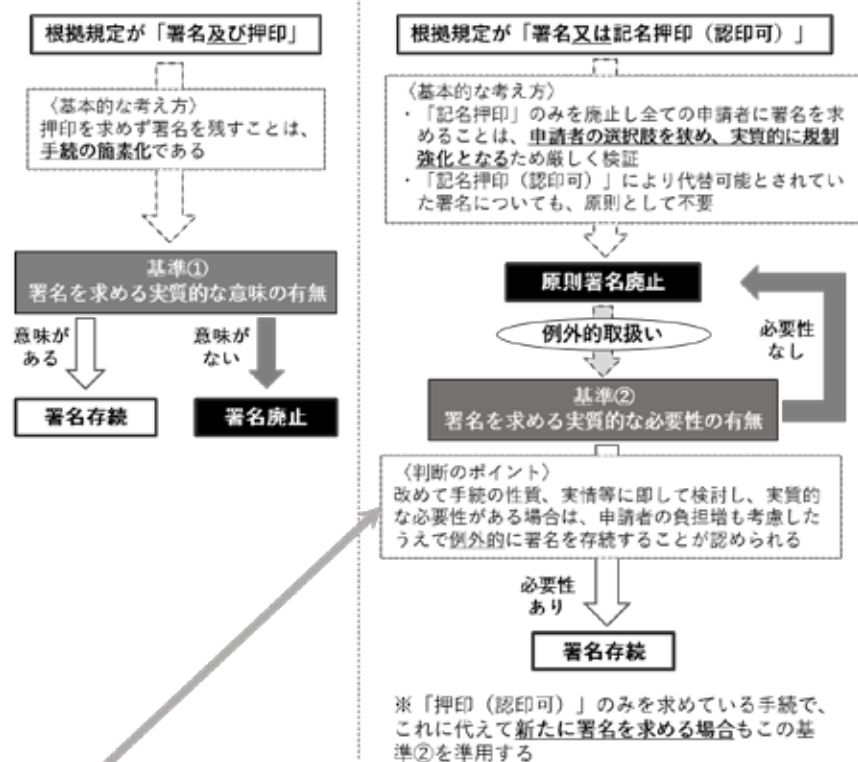 根拠規定が「署名及び押印」
〈基本的な考え方〉
押印を求めず署名を残すことは、
手続の簡素化である
基準①
署名を求める実質的な意味の有無
意味が
ある
意味が
ない
署名存続
署名廃止
根拠規定が「署名又は記名押印（認印可）」
〈基本的な考え方〉
・「記名押印」のみを廃止し全ての申請者に署名を求
めることは、申請者の選択肢を狭め、実質的に規制
強化となるため厳しく検証
・「記名押印（認印可）」により代替可能とされてい
た署名についても、原則として不要
原則署名廃止
例外的取扱い
必要性
なし
基準②
署名を求める実質的な必要性の有無
〈判断のポイント〉
改めて手続の性質、実情等に即して検討し、実質的
な必要性がある場合は、申請者の負担増も考慮した
うえで例外的に署名を存続することが認められる
必要性
あり
署名存続
※「押印（認印可）」のみを求めている手続で、
これに代えて新たに署名を求める場合もこの基
準②を準用する